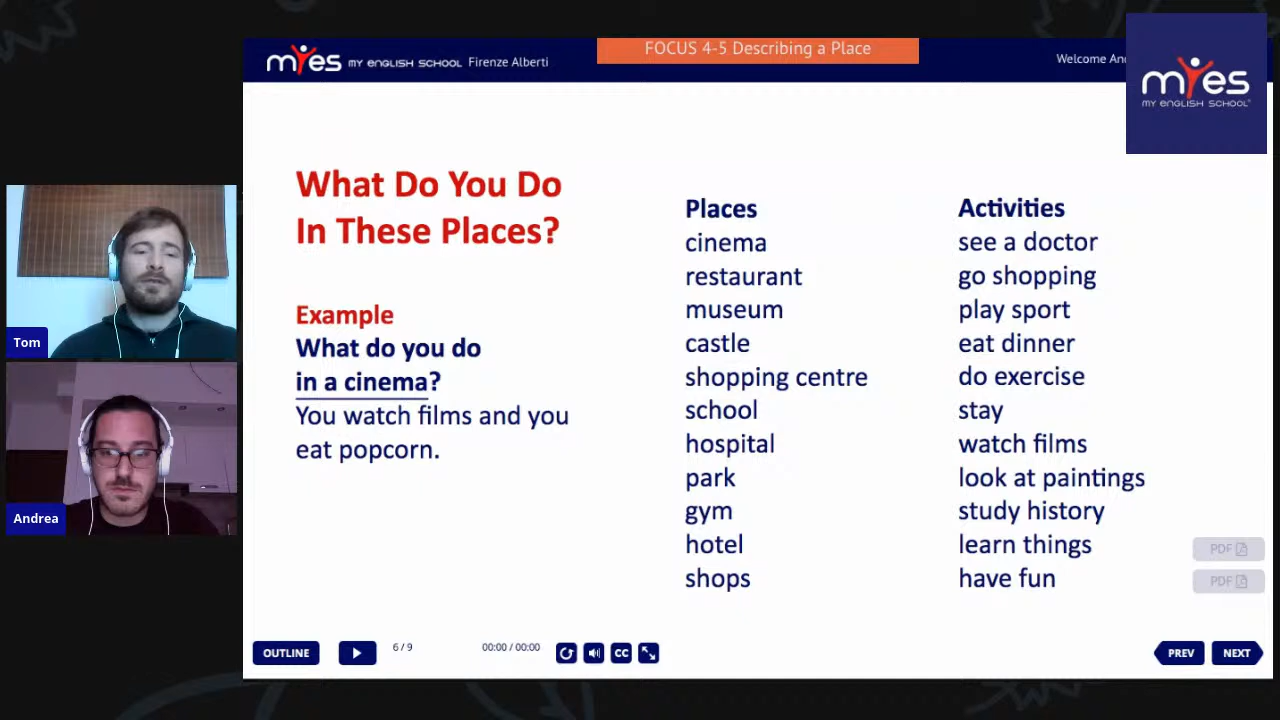 myes MY ENGLISH SCHOOL Firenze Alberti
FOCUS 4-5 Describing a Place
Welcome And
myes
MY ENGLISH SCHOOL®
What Do You Do
In These Places?
Example
What do you do
in a cinema?
You watch films and you
eat popcorn.
Places
cinema
restaurant
museum
castle
shopping centre
school
hospital
park
gym
hotel
shops
Activities
see a doctor
go shopping
play sport
eat dinner
do exercise
stay
watch films
look at paintings
study history
learn things
have fun
Tom
Andrea
PDF
PDF
OUTLINE
6 / 9
00:00 / 00:00
CC
PREV
NEXT